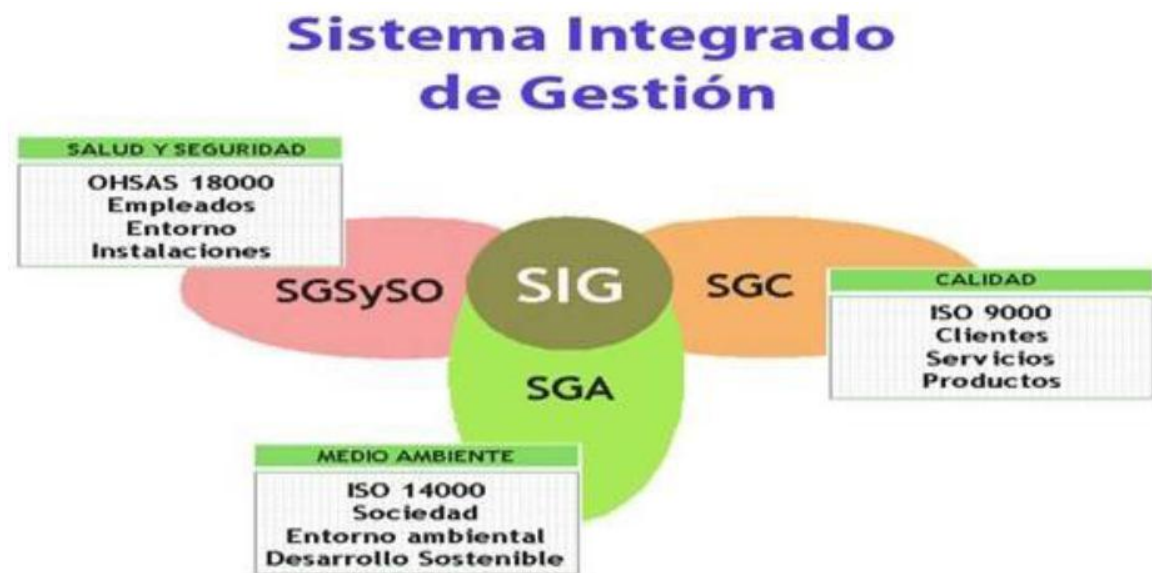 Sistema Integrado
de Gestión
SALUD Y SEGURIDAD
OHSAS 18000
Empleados
Entorno
Instalaciones
SGSySO
SIG
SGC
CALIDAD
ISO 9000
Clientes
Servicios
Productos
SGA
MEDIO AMBIENTE
ISO 14000
Sociedad
Entorno ambiental
Desarrollo Sostenible